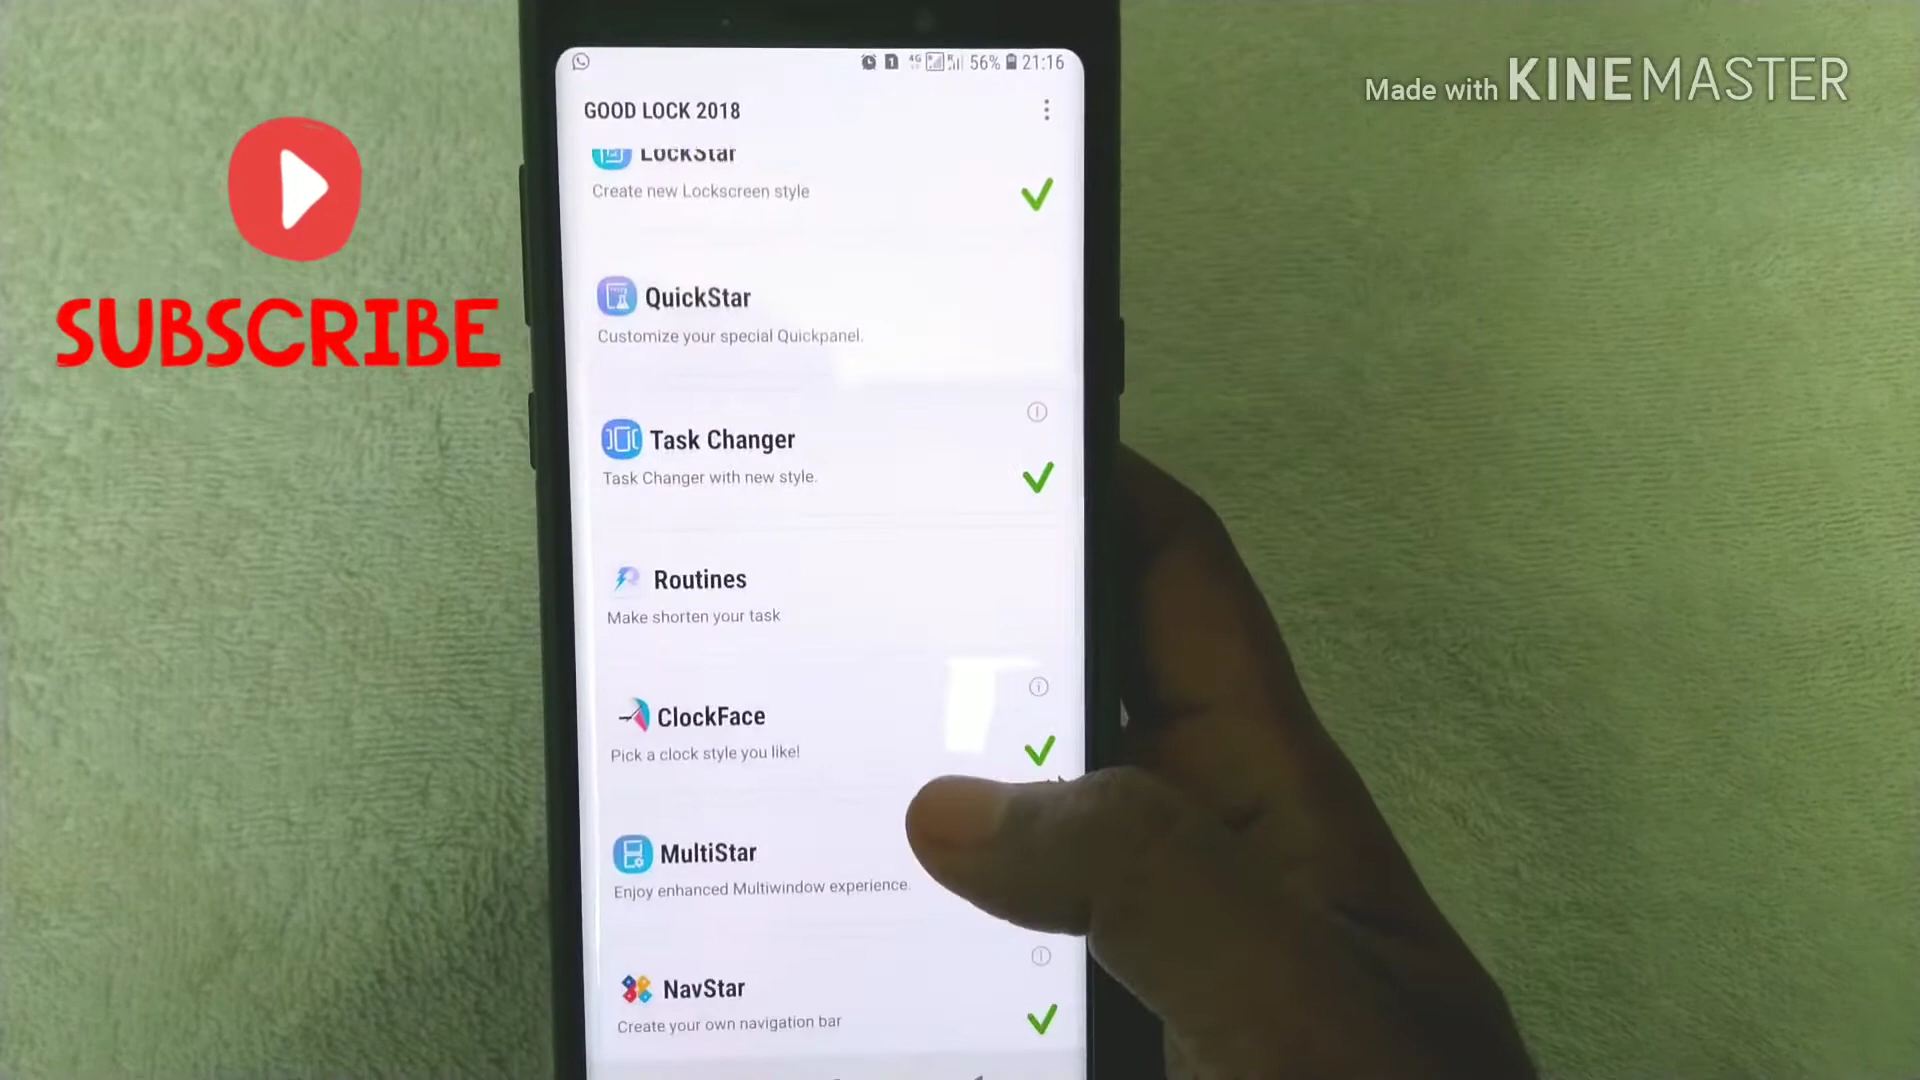 56% 21:16
Made with KINEMASTER
GOOD LOCK 2018
LockStar
Create new Lockscreen style
SUBSCRIBE
QuickStar
Customize your special Quickpanel.
Task Changer
Task Changer with new style.
Routines
Make shorten your task
ClockFace
Pick a clock style you like!
MultiStar
Enjoy enhanced Multiwindow experience.
NavStar
Create your own navigation bar